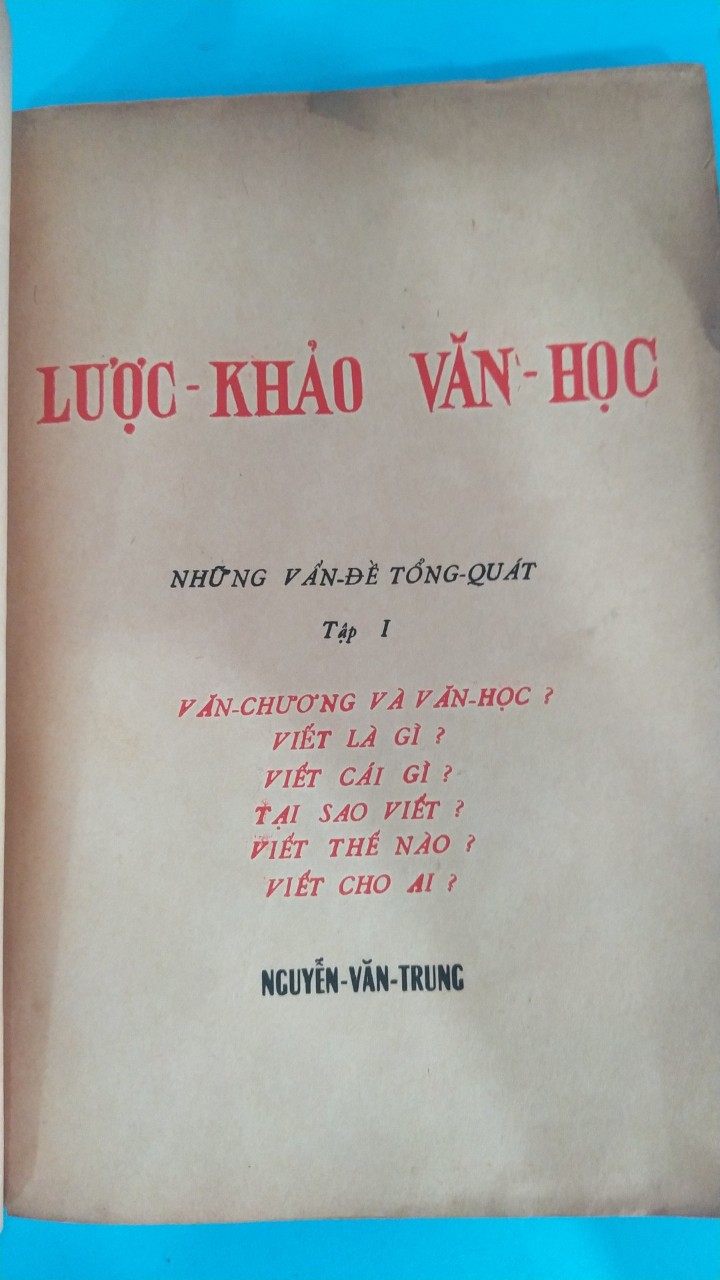 LƯỢC-KHẢO VĂN-HỌC
NHỮNG VẤN-ĐỀ TỔNG-QUÁT
Tập I
VĂN-CHƯƠNG VÀ VĂN-HỌC ?
VIẾT LÀ GÌ ?
VIẾT CÁI GÌ ?
TẠI SAO VIẾT ?
VIẾT THẾ NÀO ?
VIẾT CHO AI ?
NGUYỄN-VĂN-TRUNG